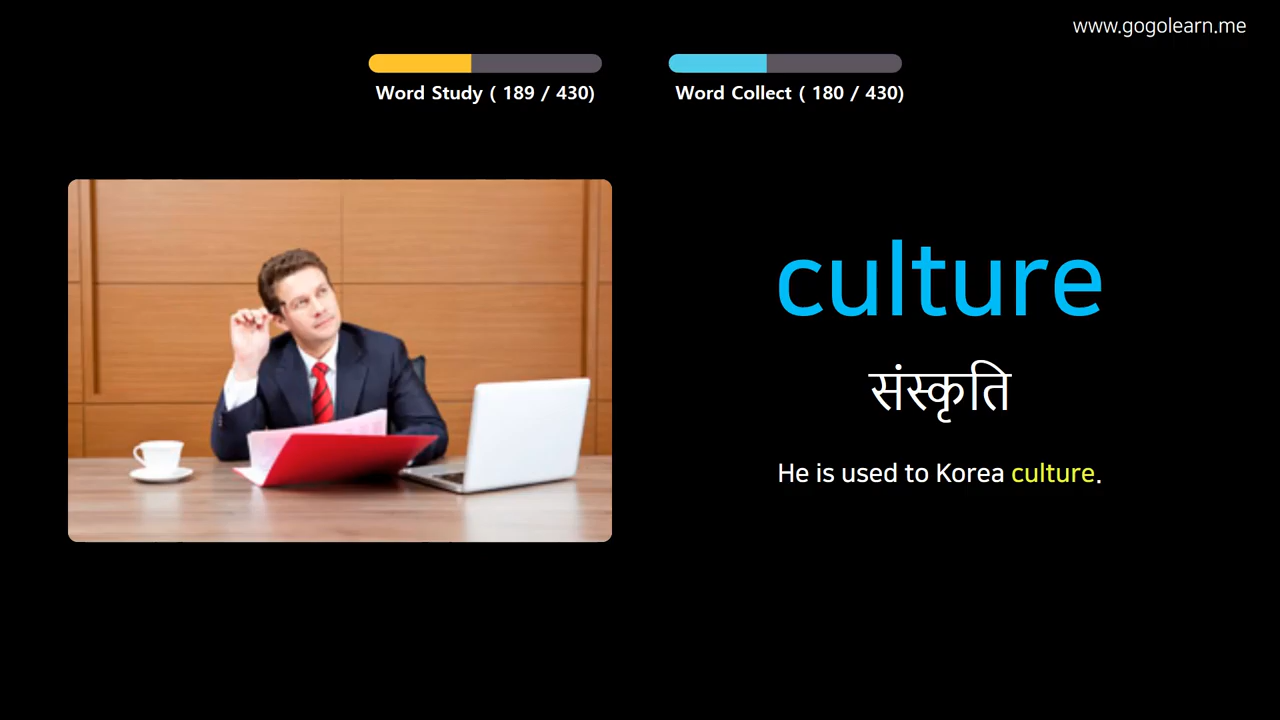 www.gogolearn.me
Word Study ( 189 / 430)
Word Collect ( 180 / 430)
culture
संस्कृति
He is used to Korea culture.